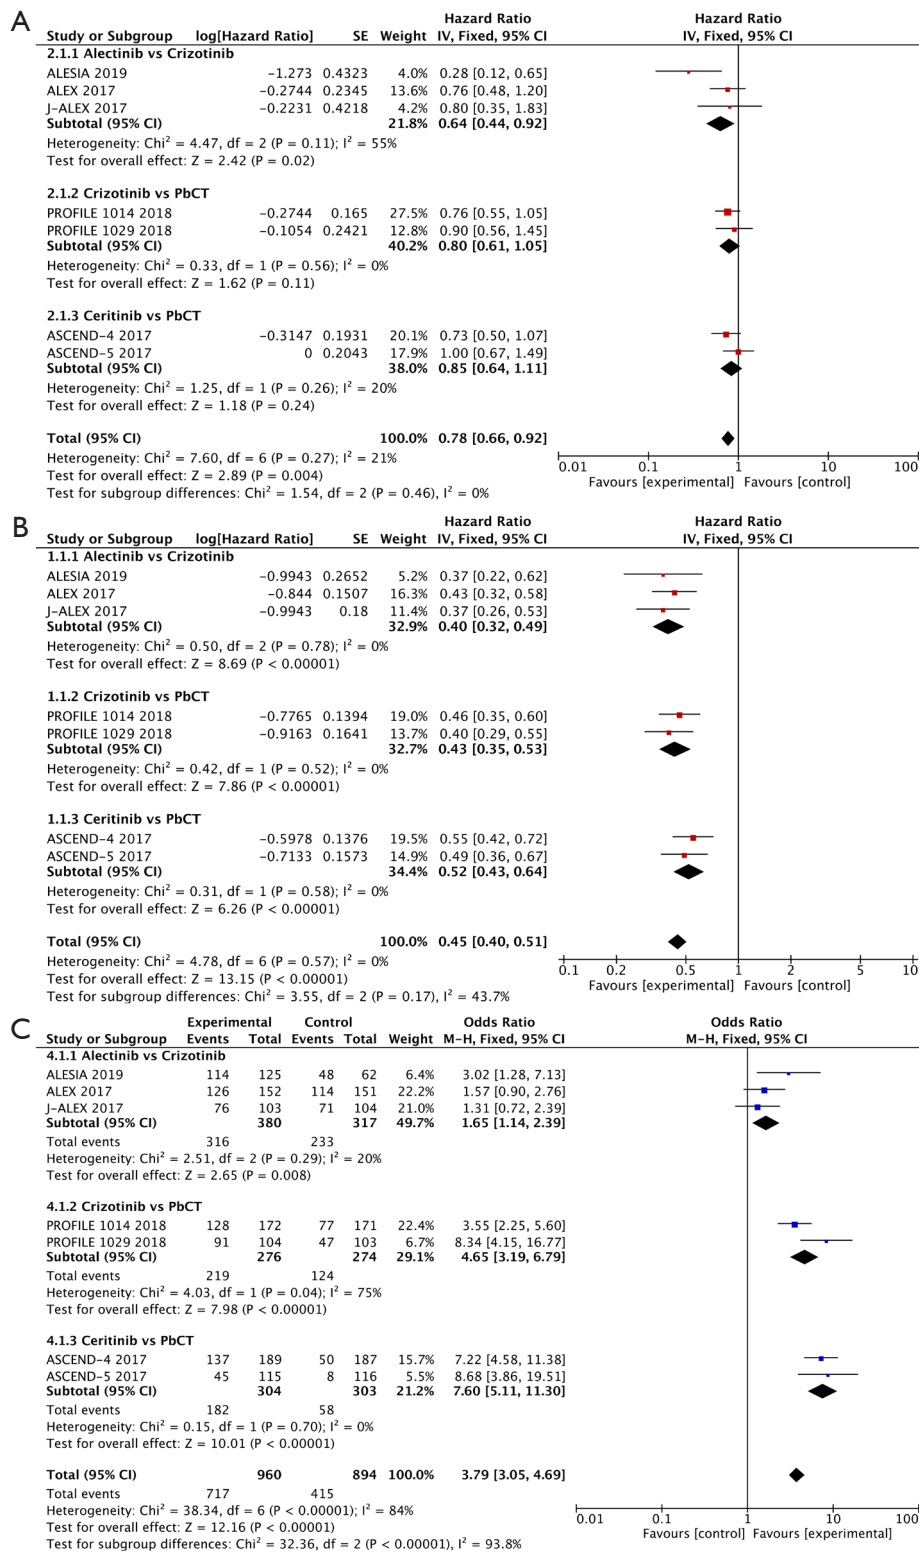 A
Hazard Ratio Hazard Ratio
Study or Subgroup log[Hazard Ratio] SE Weight IV, Fixed, 95% CI IV, Fixed, 95% CI
2.1.1 Alectinib vs Crizotinib
ALESIA 2019 −1.273 0.4323 4.0% 0.28 [0.12, 0.65]
ALEX 2017 −0.2744 0.2345 13.6% 0.76 [0.48, 1.20]
J−ALEX 2017 −0.2231 0.4218 4.2% 0.80 [0.35, 1.83]
Subtotal (95% CI) 21.8% 0.64 [0.44, 0.92]
Heterogeneity: Chi² = 4.47, df = 2 (P = 0.11); I² = 55%
Test for overall effect: Z = 2.42 (P = 0.02)
2.1.2 Crizotinib vs PbCT
PROFILE 1014 2018 −0.2744 0.165 27.5% 0.76 [0.55, 1.05]
PROFILE 1029 2018 −0.1054 0.2421 12.8% 0.90 [0.56, 1.45]
Subtotal (95% CI) 40.2% 0.80 [0.61, 1.05]
Heterogeneity: Chi² = 0.33, df = 1 (P = 0.56); I² = 0%
Test for overall effect: Z = 1.62 (P = 0.11)
2.1.3 Ceritinib vs PbCT
ASCEND−4 2017 −0.3147 0.1931 20.1% 0.73 [0.50, 1.07]
ASCEND−5 2017 0 0.2043 17.9% 1.00 [0.67, 1.49]
Subtotal (95% CI) 38.0% 0.85 [0.64, 1.11]
Heterogeneity: Chi² = 1.25, df = 1 (P = 0.26); I² = 20%
Test for overall effect: Z = 1.18 (P = 0.24)
Total (95% CI) 100.0% 0.78 [0.66, 0.92]
Heterogeneity: Chi² = 7.60, df = 6 (P = 0.27); I² = 21%
Test for overall effect: Z = 2.89 (P = 0.004)
Test for subgroup differences: Chi² = 1.54, df = 2 (P = 0.46), I² = 0%
0.01 0.1 1 10 100
Favours [experimental] Favours [control]
B
Hazard Ratio Hazard Ratio
Study or Subgroup log[Hazard Ratio] SE Weight IV, Fixed, 95% CI IV, Fixed, 95% CI
1.1.1 Alectinib vs Crizotinib
ALESIA 2019 −0.9943 0.2652 5.2% 0.37 [0.22, 0.62]
ALEX 2017 −0.844 0.1507 16.3% 0.43 [0.32, 0.58]
J−ALEX 2017 −0.9943 0.18 11.4% 0.37 [0.26, 0.53]
Subtotal (95% CI) 32.9% 0.40 [0.32, 0.49]
Heterogeneity: Chi² = 0.50, df = 2 (P = 0.78); I² = 0%
Test for overall effect: Z = 8.69 (P < 0.00001)
1.1.2 Crizotinib vs PbCT
PROFILE 1014 2018 −0.7765 0.1394 19.0% 0.46 [0.35, 0.60]
PROFILE 1029 2018 −0.9163 0.1641 13.7% 0.40 [0.29, 0.55]
Subtotal (95% CI) 32.7% 0.43 [0.35, 0.53]
Heterogeneity: Chi² = 0.42, df = 1 (P = 0.52); I² = 0%
Test for overall effect: Z = 7.86 (P < 0.00001)
1.1.3 Ceritinib vs PbCT
ASCEND−4 2017 −0.5978 0.1376 19.5% 0.55 [0.42, 0.72]
ASCEND−5 2017 −0.7133 0.1573 14.9% 0.49 [0.36, 0.67]
Subtotal (95% CI) 34.4% 0.52 [0.43, 0.64]
Heterogeneity: Chi² = 0.31, df = 1 (P = 0.58); I² = 0%
Test for overall effect: Z = 6.26 (P < 0.00001)
Total (95% CI) 100.0% 0.45 [0.40, 0.51]
Heterogeneity: Chi² = 4.78, df = 6 (P = 0.57); I² = 0%
Test for overall effect: Z = 13.15 (P < 0.00001)
Test for subgroup differences: Chi² = 3.55, df = 2 (P = 0.17), I² = 43.7%
0.1 0.2 0.5 1 2 5 10
Favours [experimental] Favours [control]
C
Experimental Control Odds Ratio Odds Ratio
Study or Subgroup Events Total Events Total Weight M−H, Fixed, 95% CI M−H, Fixed, 95% CI
4.1.1 Alectinib vs Crizotinib
ALESIA 2019 114 125 48 62 6.4% 3.02 [1.28, 7.13]
ALEX 2017 126 152 114 151 22.2% 1.57 [0.90, 2.76]
J−ALEX 2017 76 103 71 104 21.0% 1.31 [0.72, 2.39]
Subtotal (95% CI) 380 317 49.7% 1.65 [1.14, 2.39]
Total events 316 233
Heterogeneity: Chi² = 2.51, df = 2 (P = 0.29); I² = 20%
Test for overall effect: Z = 2.65 (P = 0.008)
4.1.2 Crizotinib vs PbCT
PROFILE 1014 2018 128 172 77 171 22.4% 3.55 [2.25, 5.60]
PROFILE 1029 2018 91 104 47 103 6.7% 8.34 [4.15, 16.77]
Subtotal (95% CI) 276 274 29.1% 4.65 [3.19, 6.79]
Total events 219 124
Heterogeneity: Chi² = 4.03, df = 1 (P = 0.04); I² = 75%
Test for overall effect: Z = 7.98 (P < 0.00001)
4.1.3 Ceritinib vs PbCT
ASCEND−4 2017 137 189 50 187 15.7% 7.22 [4.58, 11.38]
ASCEND−5 2017 45 115 8 116 5.5% 8.68 [3.86, 19.51]
Subtotal (95% CI) 304 303 21.2% 7.60 [5.11, 11.30]
Total events 182 58
Heterogeneity: Chi² = 0.15, df = 1 (P = 0.70); I² = 0%
Test for overall effect: Z = 10.01 (P < 0.00001)
Total (95% CI) 960 894 100.0% 3.79 [3.05, 4.69]
Total events 717 415
Heterogeneity: Chi² = 38.34, df = 6 (P < 0.00001); I² = 84%
Test for overall effect: Z = 12.16 (P < 0.00001)
Test for subgroup differences: Chi² = 32.36, df = 2 (P < 0.00001), I² = 93.8%
0.01 0.1 1 10 100
Favours [control] Favours [experimental]